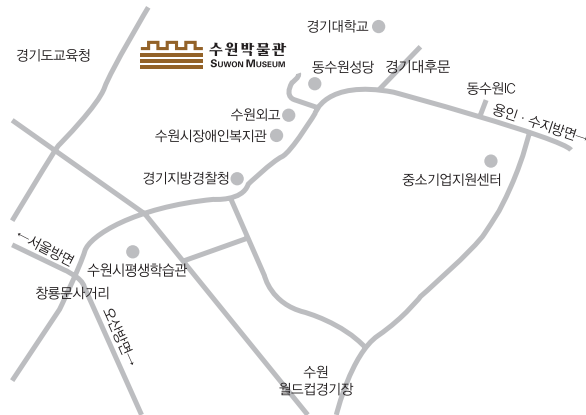 경기대학교
수원박물관
SUWON MUSEUM
경기도교육청
동수원성당
경기대후문
동수원IC
수원외고
용인 · 수지방면→
수원시장애인복지관
경기지방경찰청
중소기업지원센터
←서울방면
수원시평생학습관
창룡문사거리
오산방면→
수원
월드컵경기장